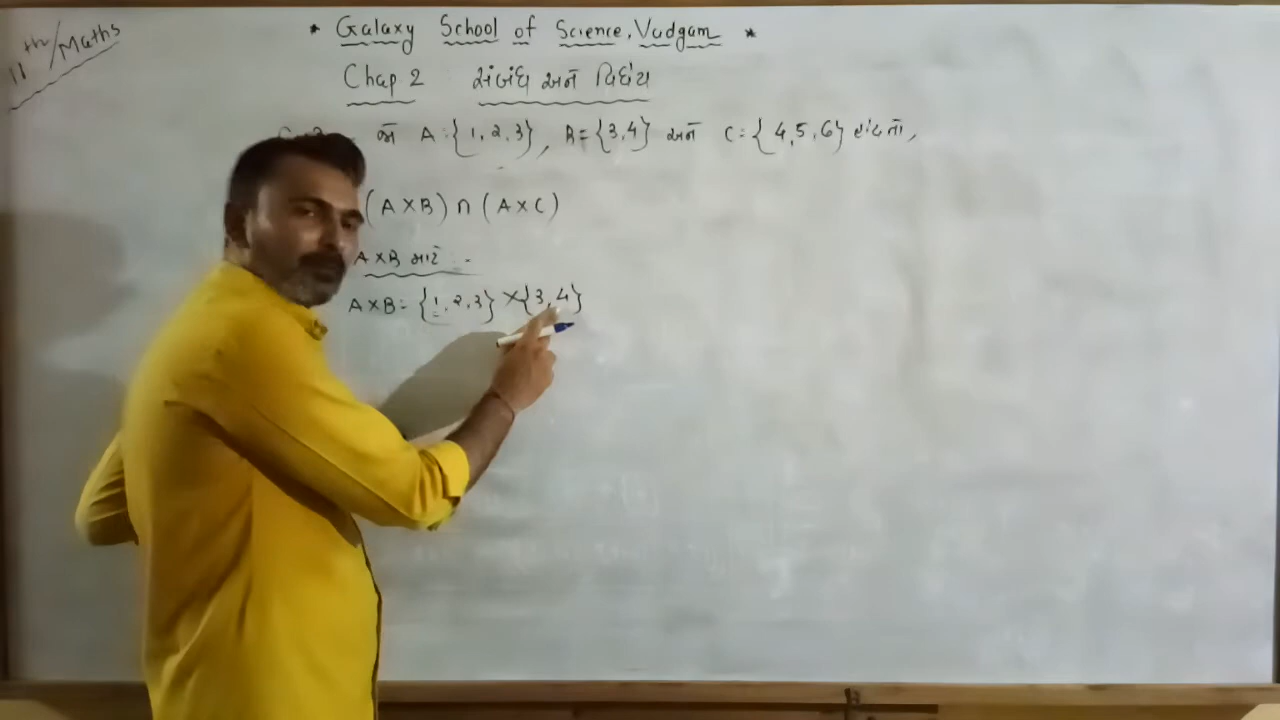 11th/Maths
* Galaxy School of Science, Vadgam *
Chap 2 સંબંધ અને વિધેય
જો A = {1, 2, 3}, B = {3, 4} અને C = {4, 5, 6} હોય તો,
(A×B) ∩ (A×C)
A×B માટે :-
A×B = {1, 2, 3} × {3, 4}